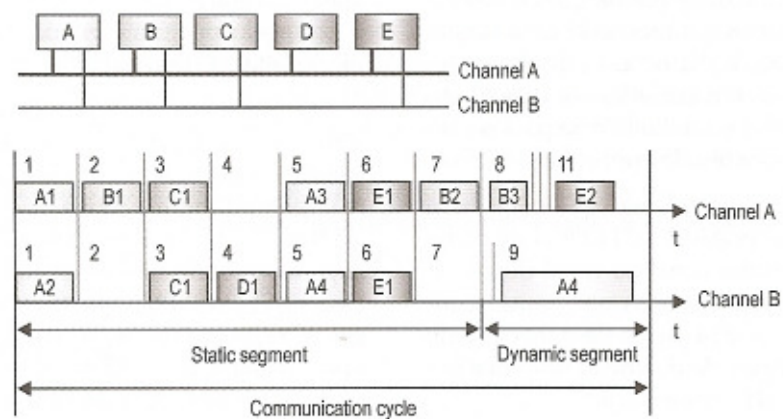 A B C D E
Channel A
Channel B
1 2 3 4 5 6 7 8 11
A1 B1 C1 A3 E1 B2 B3 E2
Channel A
t
1 2 3 4 5 6 7 9
A2 C1 D1 A4 E1 A4
Channel B
t
Static segment Dynamic segment
Communication cycle